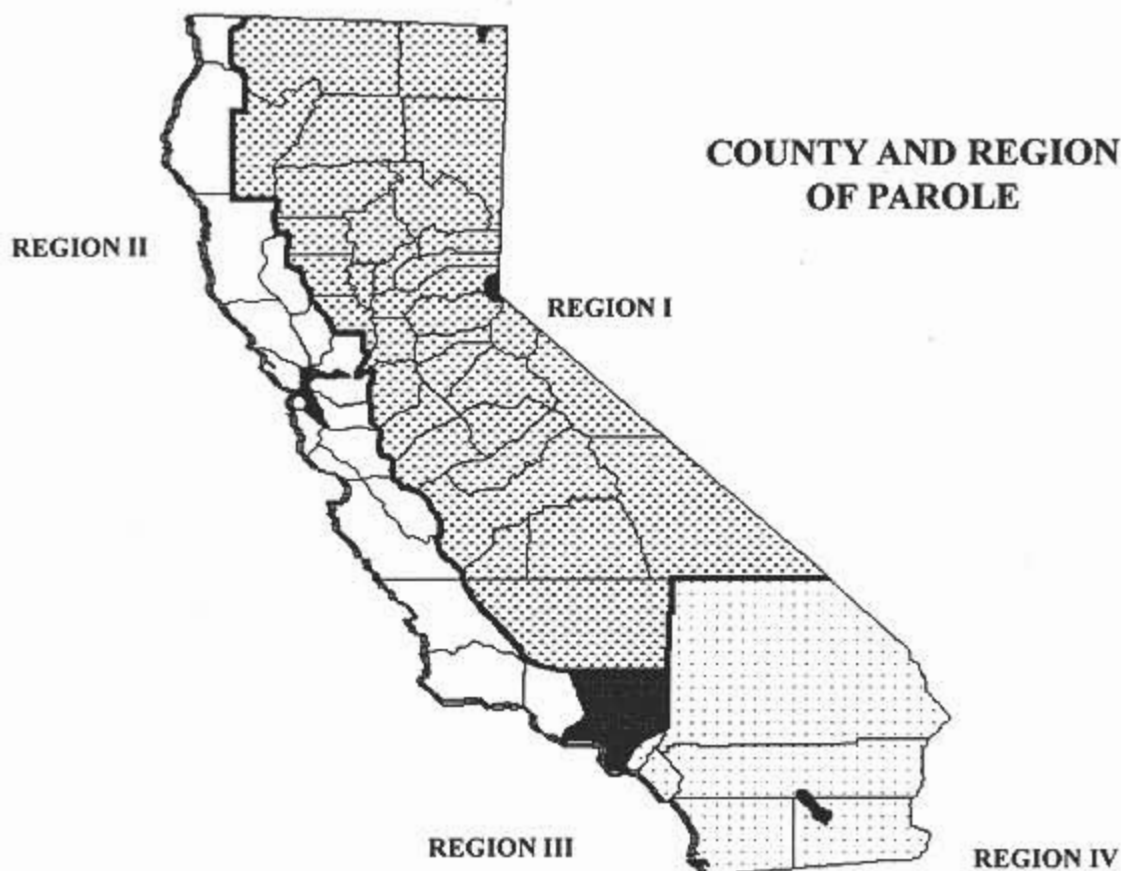 COUNTY AND REGION
OF PAROLE
REGION II
REGION I
REGION III
REGION IV